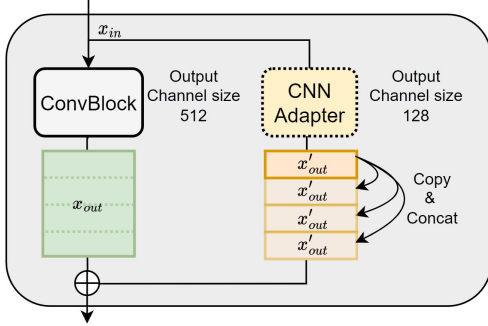 x_in
ConvBlock
Output
Channel size
512
CNN
Adapter
Output
Channel size
128
x_out
x'_out
x'_out
x'_out
x'_out
Copy
&
Concat